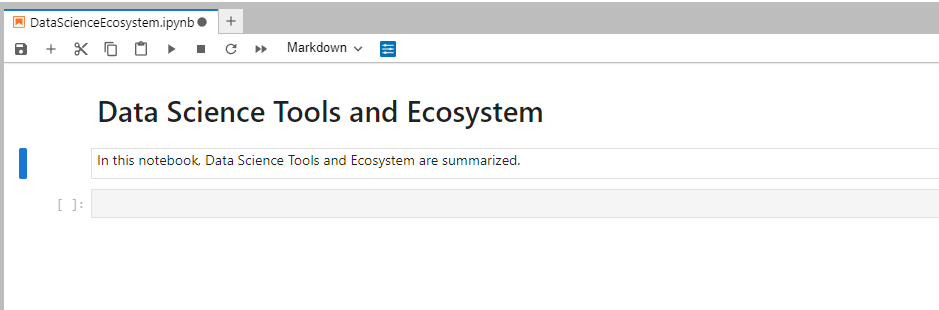 DataScienceEcosystem.ipynb
Markdown
Data Science Tools and Ecosystem
In this notebook, Data Science Tools and Ecosystem are summarized.
[ ]: